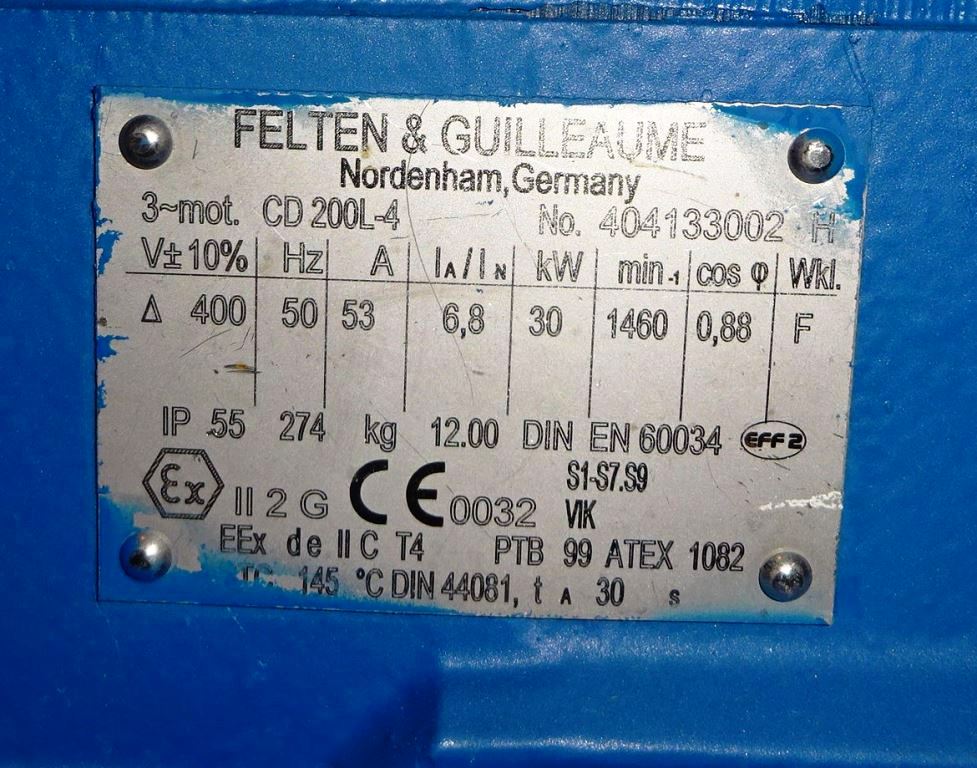 FELTEN & GUILLEAUME
Nordenham, Germany
3~mot. CD 200L-4 No. 404133002 H
V±10% Hz A IA/IN kW min-1 cos φ Wkl.
Δ 400 50 53 6,8 30 1460 0,88 F
IP 55 274 kg 12.00 DIN EN 60034 EFF2
S1-S7.S9
Ex II 2 G CE 0032 VIK
EEx de II C T4 PTB 99 ATEX 1082
145 °C DIN 44081, t A 30 s